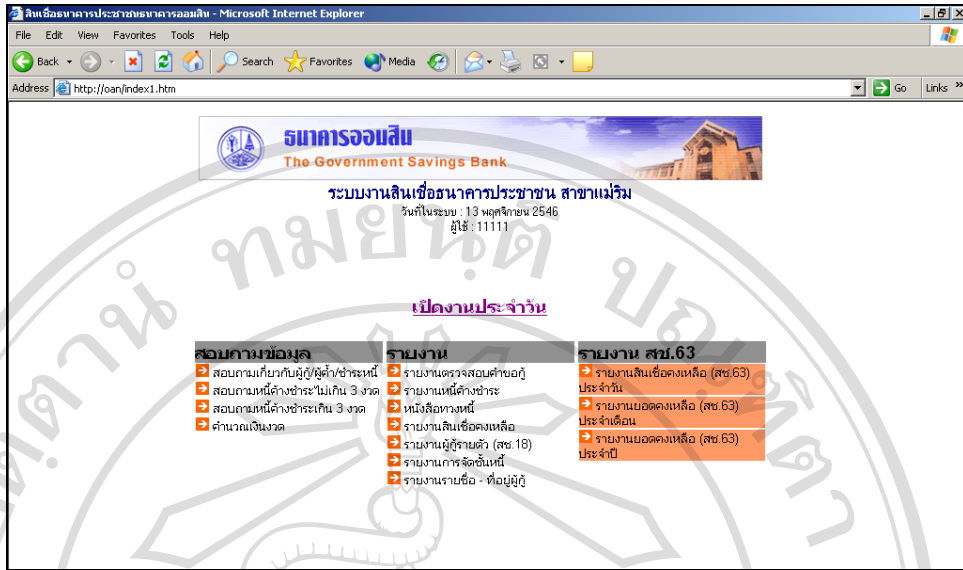 สินเชื่อธนาคารประชาชนธนาคารออมสิน - Microsoft Internet Explorer
File Edit View Favorites Tools Help
Back Search Favorites Media
Address http://oan/index1.htm Go Links »
ธนาคารออมสิน
The Government Savings Bank
ระบบงานสินเชื่อธนาคารประชาชน สาขาแม่ริม
วันที่ในระบบ : 13 พฤศจิกายน 2546
ผู้ใช้ : 11111
เปิดงานประจำวัน
สอบถามข้อมูล
สอบถามเกี่ยวกับผู้กู้/ผู้ค้ำ/ชำระหนี้
สอบถามหนี้ค้างชำระไม่เกิน 3 งวด
สอบถามหนี้ค้างชำระเกิน 3 งวด
คำนวณเงินงวด
รายงาน
รายงานตรวจสอบคำขอกู้
รายงานหนี้ค้างชำระ
หนังสือทวงหนี้
รายงานสินเชื่อคงเหลือ
รายงานผู้กู้รายตัว (สช.18)
รายงานการจัดชั้นหนี้
รายงานรายชื่อ - ที่อยู่ผู้กู้
รายงาน สช.63
รายงานสินเชื่อคงเหลือ (สช.63)
ประจำวัน
รายงานยอดคงเหลือ (สช.63)
ประจำเดือน
รายงานยอดคงเหลือ (สช.63)
ประจำปี